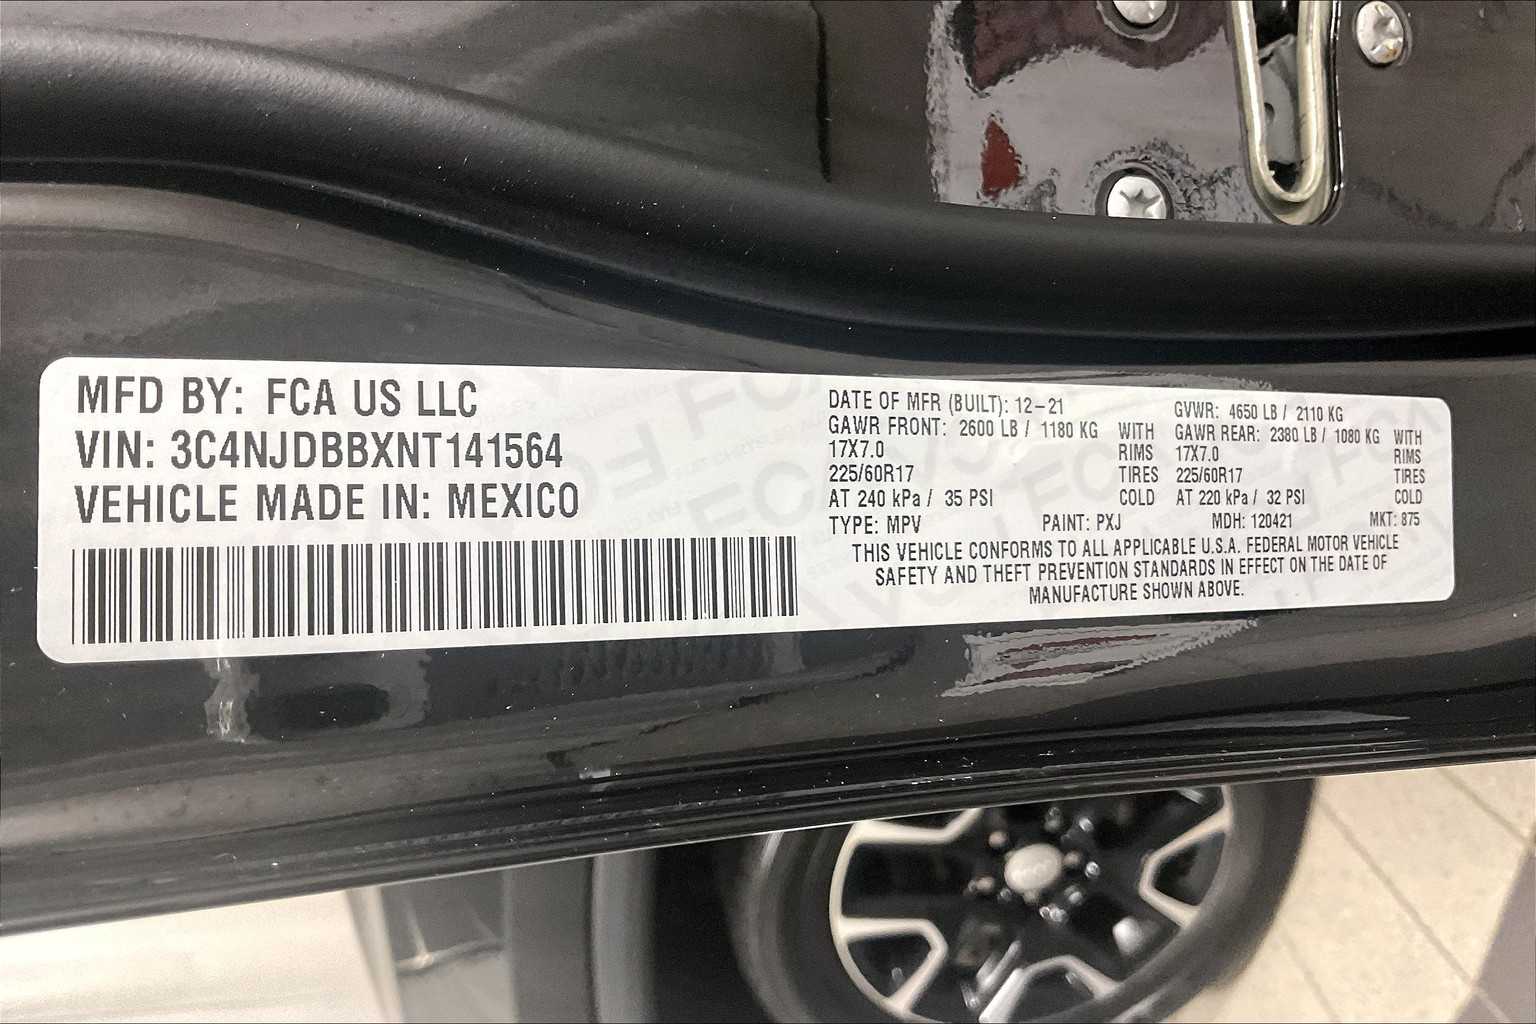 MFD BY: FCA US LLC
VIN: 3C4NJDBBXNT141564
VEHICLE MADE IN: MEXICO
DATE OF MFR (BUILT): 12-21 GVWR: 4650 LB / 2110 KG
GAWR FRONT: 2600 LB / 1180 KG WITH GAWR REAR: 2380 LB / 1080 KG WITH
17X7.0 RIMS 17X7.0 RIMS
225/60R17 TIRES 225/60R17 TIRES
AT 240 kPa / 35 PSI COLD AT 220 kPa / 32 PSI COLD
TYPE: MPV PAINT: PXJ MDH: 120421 MKT: 875
THIS VEHICLE CONFORMS TO ALL APPLICABLE U.S.A. FEDERAL MOTOR VEHICLE
SAFETY AND THEFT PREVENTION STANDARDS IN EFFECT ON THE DATE OF
MANUFACTURE SHOWN ABOVE.